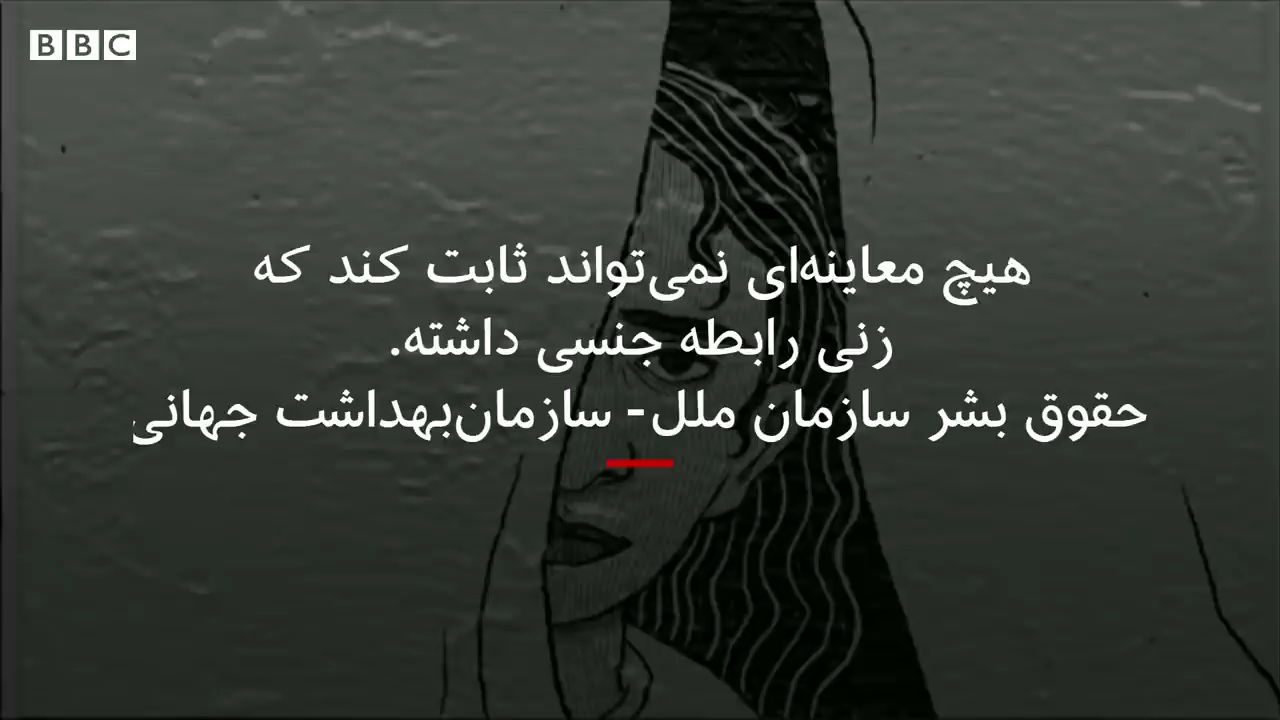 BBC
هیچ معاینه‌ای نمی‌تواند ثابت کند که
زنی رابطه جنسی داشته.
حقوق بشر سازمان ملل- سازمان‌بهداشت جهانی